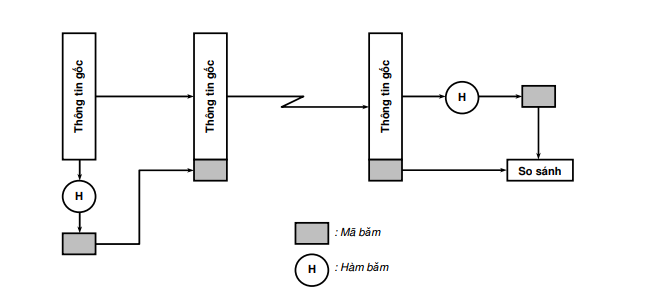 Thông tin gốc
Thông tin gốc
Thông tin gốc
H
H
So sánh
: Mã băm
H
: Hàm băm